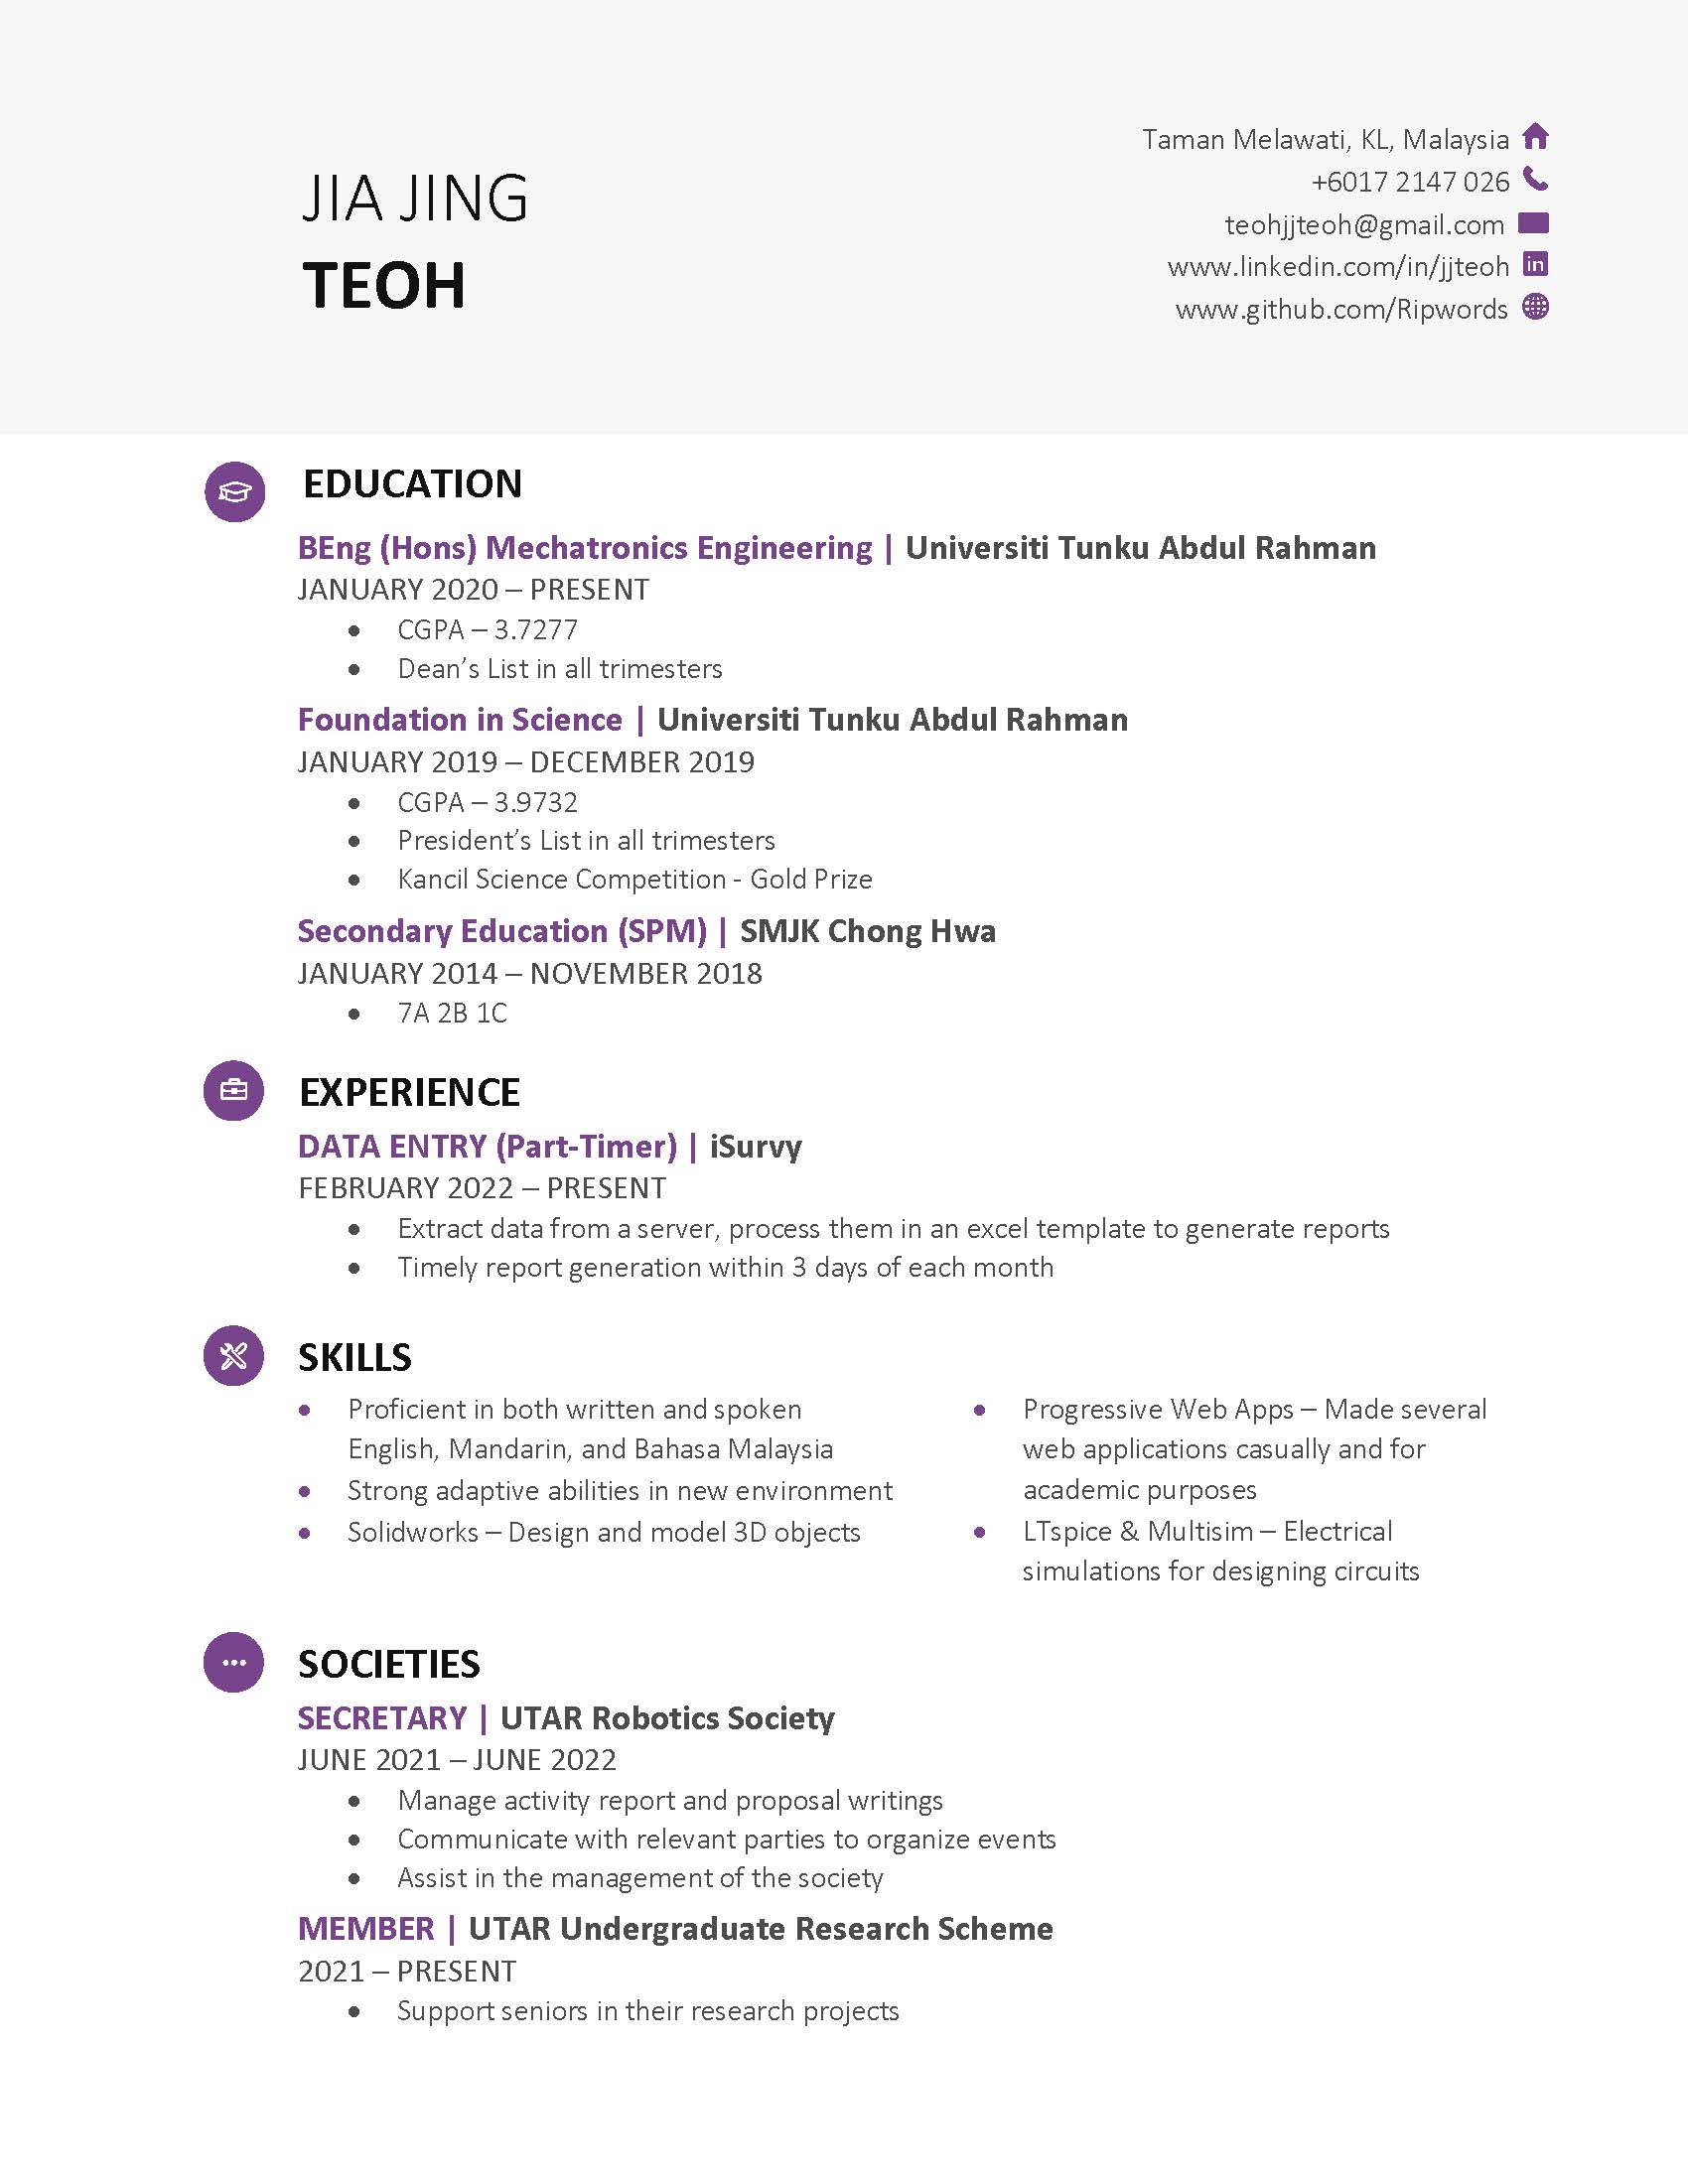 JIA JING
TEOH
Taman Melawati, KL, Malaysia
+6017 2147 026
teohjjteoh@gmail.com
www.linkedin.com/in/jjteoh
in
www.github.com/Ripwords
EDUCATION
BEng (Hons) Mechatronics Engineering | Universiti Tunku Abdul Rahman
JANUARY 2020 – PRESENT
• CGPA – 3.7277
• Dean’s List in all trimesters
Foundation in Science | Universiti Tunku Abdul Rahman
JANUARY 2019 – DECEMBER 2019
• CGPA – 3.9732
• President’s List in all trimesters
• Kancil Science Competition - Gold Prize
Secondary Education (SPM) | SMJK Chong Hwa
JANUARY 2014 – NOVEMBER 2018
• 7A 2B 1C
EXPERIENCE
DATA ENTRY (Part-Timer) | iSurvy
FEBRUARY 2022 – PRESENT
• Extract data from a server, process them in an excel template to generate reports
• Timely report generation within 3 days of each month
SKILLS
• Proficient in both written and spoken
English, Mandarin, and Bahasa Malaysia
• Strong adaptive abilities in new environment
• Solidworks – Design and model 3D objects
• Progressive Web Apps – Made several
web applications casually and for
academic purposes
• LTspice & Multisim – Electrical
simulations for designing circuits
SOCIETIES
SECRETARY | UTAR Robotics Society
JUNE 2021 – JUNE 2022
• Manage activity report and proposal writings
• Communicate with relevant parties to organize events
• Assist in the management of the society
MEMBER | UTAR Undergraduate Research Scheme
2021 – PRESENT
• Support seniors in their research projects